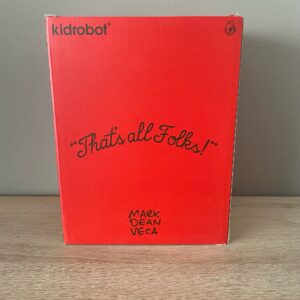 kidrobot®
"That's all Folks!"
MARK
DEAN
VECA